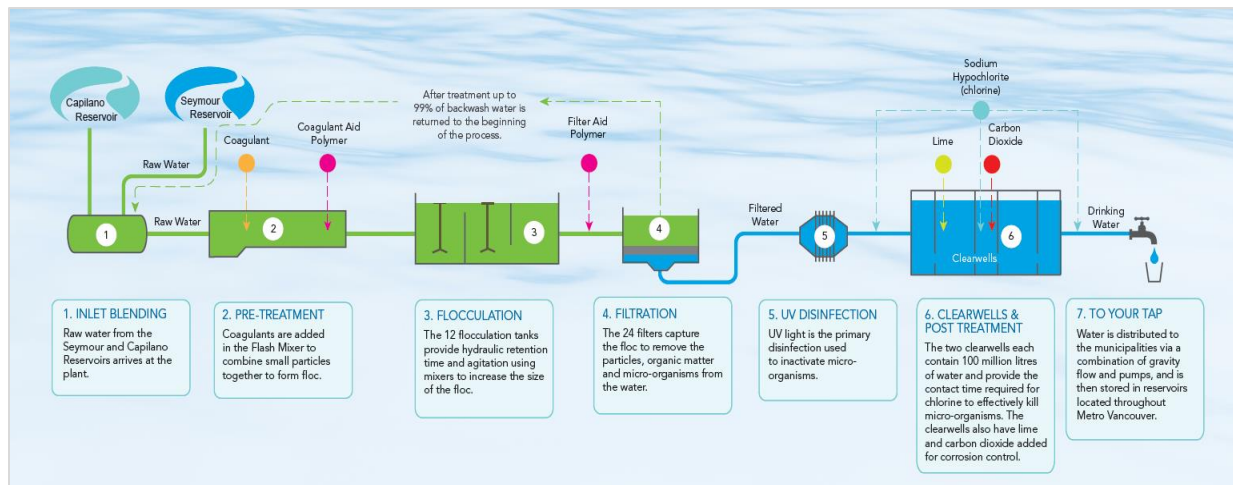 Capilano
Reservoir
Seymour
Reservoir
Raw Water
Raw Water
Coagulant
Coagulant Aid
Polymer
After treatment up to
99% of backwash water is
returned to the beginning
of the process.
Filter Aid
Polymer
Filtered
Water
Sodium
Hypochlorite
(chlorine)
Lime
Carbon
Dioxide
Clearwells
Drinking
Water
1
2
3
4
5
6
1. INLET BLENDING
Raw water from the
Seymour and Capilano
Reservoirs arrives at the
plant.
2. PRE-TREATMENT
Coagulants are added
in the Flash Mixer to
combine small particles
together to form floc.
3. FLOCCULATION
The 12 flocculation tanks
provide hydraulic retention
time and agitation using
mixers to increase the size
of the floc.
4. FILTRATION
The 24 filters capture
the floc to remove the
particles, organic matter
and micro-organisms from
the water.
5. UV DISINFECTION
UV light is the primary
disinfection used
to inactivate micro-
organisms.
6. CLEARWELLS &
POST TREATMENT
The two clearwells each
contain 100 million litres
of water and provide the
contact time required for
chlorine to effectively kill
micro-organisms. The
clearwells also have lime
and carbon dioxide added
for corrosion control.
7. TO YOUR TAP
Water is distributed to
the municipalities via a
combination of gravity
flow and pumps, and is
then stored in reservoirs
located throughout
Metro Vancouver.